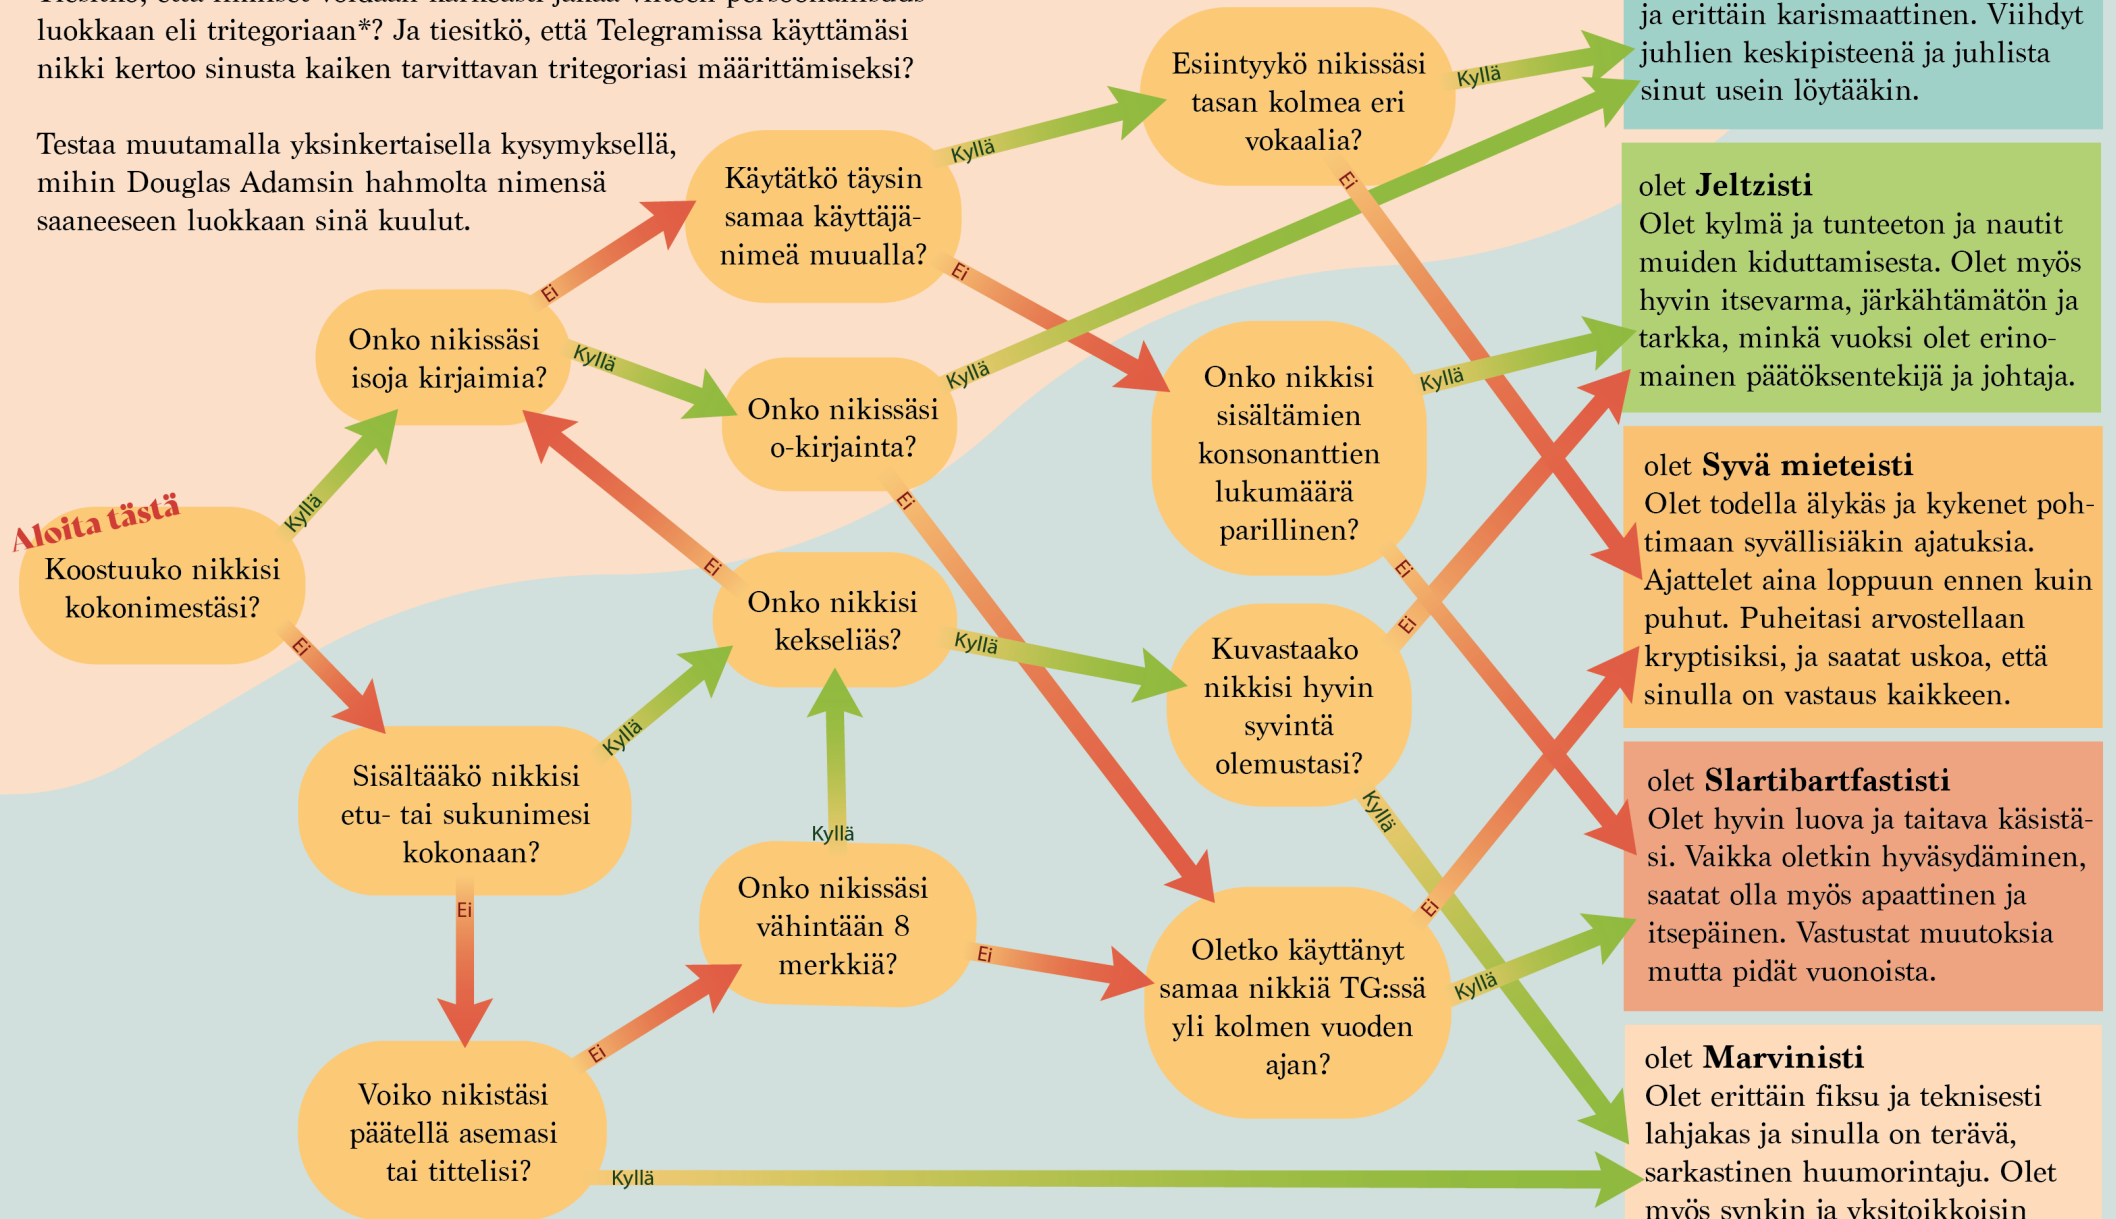 luokkaan eli tritegoriaan*? Ja tiesitkö, että Telegramissa käyttämäsi
nikki kertoo sinusta kaiken tarvittavan tritegoriasi määrittämiseksi?
Testaa muutamalla yksinkertaisella kysymyksellä,
mihin Douglas Adamsin hahmolta nimensä
saaneeseen luokkaan sinä kuulut.
Aloita tästä
Koostuuko nikkisi
kokonimestäsi?
Kyllä
Ei
Onko nikissäsi
isoja kirjaimia?
Ei
Kyllä
Sisältääkö nikkisi
etu- tai sukunimesi
kokonaan?
Kyllä
Ei
Voiko nikistäsi
päätellä asemasi
tai tittelisi?
Ei
Kyllä
Käytätkö täysin
samaa käyttäjä-
nimeä muualla?
Kyllä
Ei
Onko nikissäsi
o-kirjainta?
Kyllä
Ei
Onko nikkisi
kekseliäs?
Ei
Kyllä
Onko nikissäsi
vähintään 8
merkkiä?
Kyllä
Ei
Esiintyykö nikissäsi
tasan kolmea eri
vokaalia?
Kyllä
Ei
Onko nikkisi
sisältämien
konsonanttien
lukumäärä
parillinen?
Kyllä
Ei
Kuvastaako
nikkisi hyvin
syvintä
olemustasi?
Ei
Kyllä
Oletko käyttänyt
samaa nikkiä TG:ssä
yli kolmen vuoden
ajan?
Ei
Kyllä
ja erittäin karismaattinen. Viihdyt
juhlien keskipisteenä ja juhlista
sinut usein löytääkin.
olet Jeltzisti
Olet kylmä ja tunteeton ja nautit
muiden kiduttamisesta. Olet myös
hyvin itsevarma, järkähtämätön ja
tarkka, minkä vuoksi olet erino-
mainen päätöksentekijä ja johtaja.
olet Syvä mieteisti
Olet todella älykäs ja kykenet poh-
timaan syvällisiäkin ajatuksia.
Ajattelet aina loppuun ennen kuin
puhut. Puheitasi arvostellaan
kryptisiksi, ja saatat uskoa, että
sinulla on vastaus kaikkeen.
olet Slartibartfastisti
Olet hyvin luova ja taitava käsistä-
si. Vaikka oletkin hyväsydäminen,
saatat olla myös apaattinen ja
itsepäinen. Vastustat muutoksia
mutta pidät vuonoista.
olet Marvinisti
Olet erittäin fiksu ja teknisesti
lahjakas ja sinulla on terävä,
sarkastinen huumorintaju. Olet
myös synkin ja yksitoikkoisin